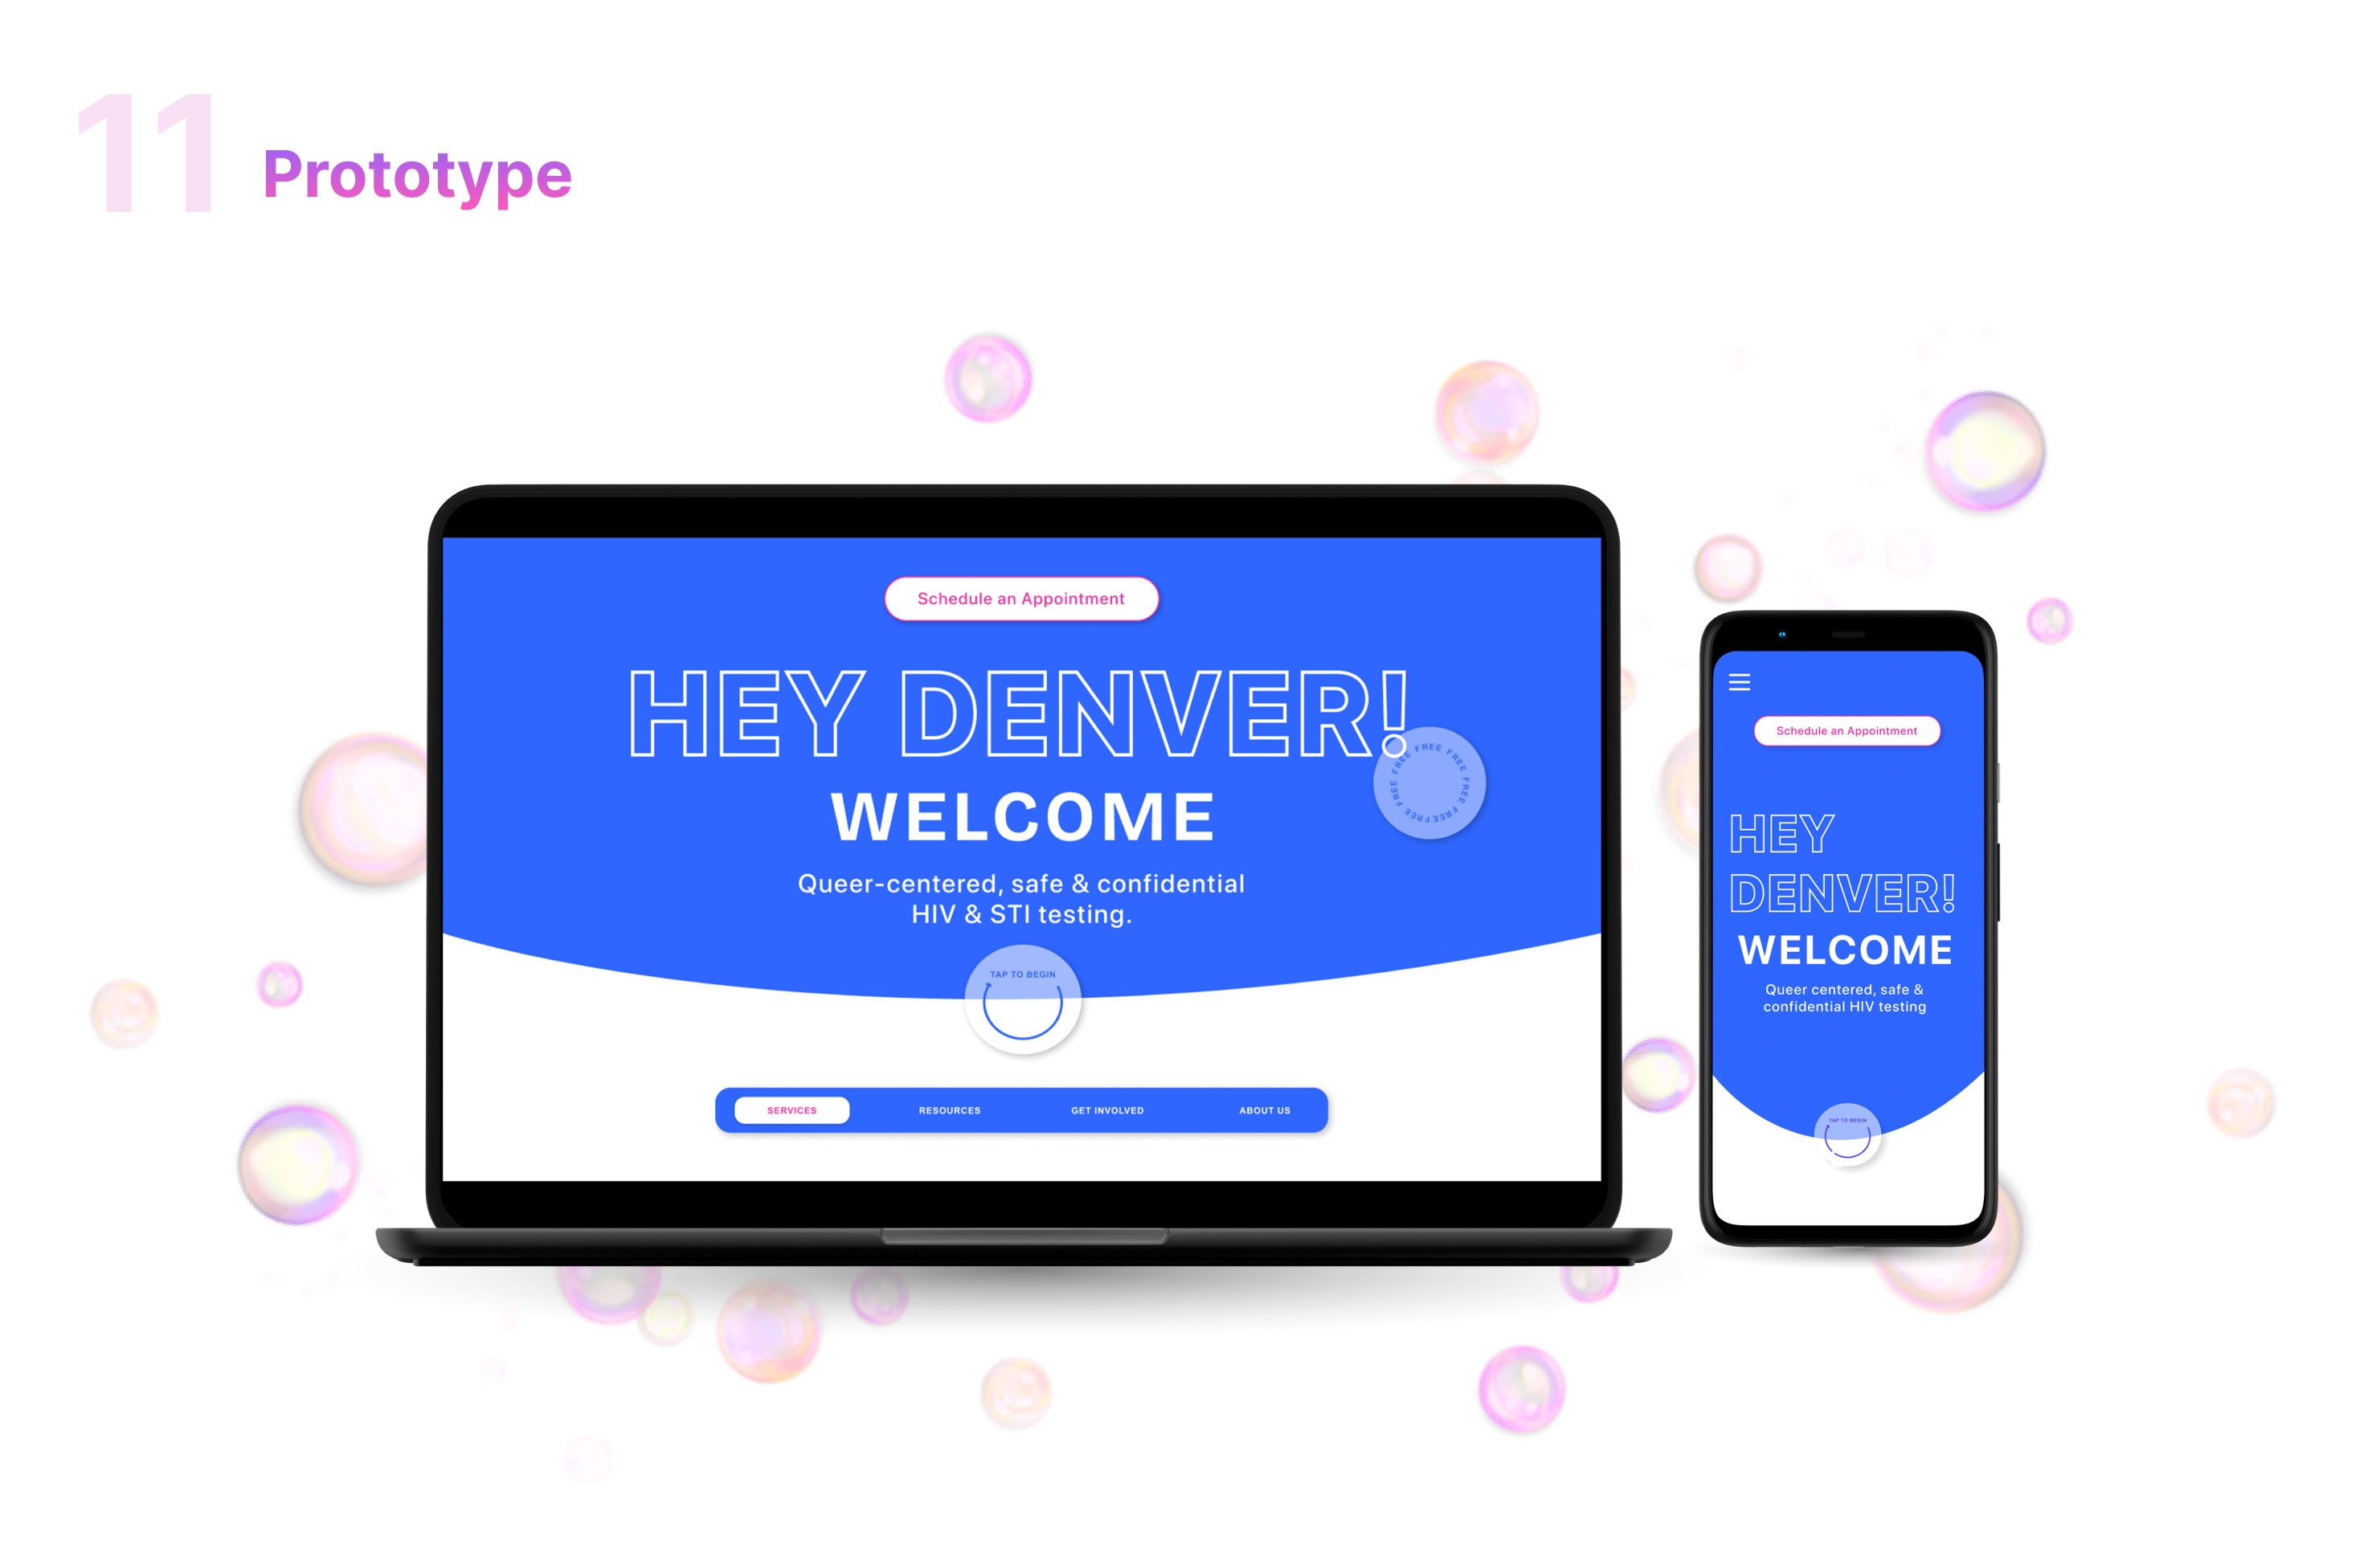 11
Prototype
Schedule an Appointment
HEY DENVER!
FREE FREE FREE FREE FREE FREE FREE
WELCOME
Queer-centered, safe & confidential
HIV & STI testing.
TAP TO BEGIN
SERVICES
RESOURCES
GET INVOLVED
ABOUT US
Schedule an Appointment
HEY
DENVER!
WELCOME
Queer centered, safe &
confidential HIV testing
TAP TO BEGIN